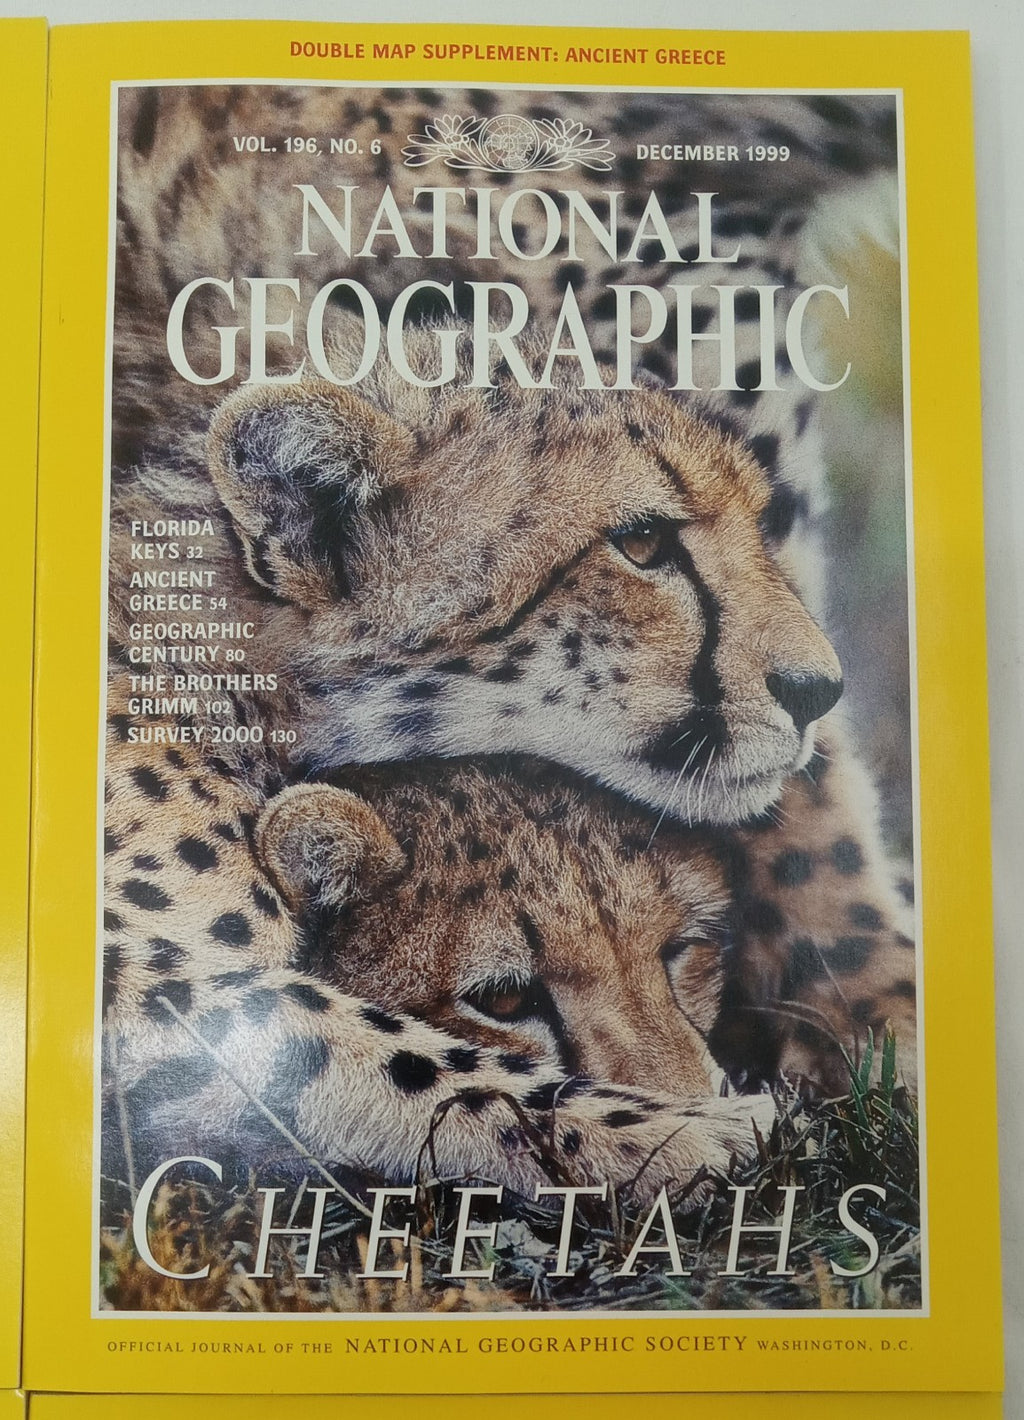 DOUBLE MAP SUPPLEMENT: ANCIENT GREECE
VOL. 196, NO. 6
DECEMBER 1999
NATIONAL
GEOGRAPHIC
FLORIDA
KEYS 32
ANCIENT
GREECE 54
GEOGRAPHIC
CENTURY 80
THE BROTHERS
GRIMM 102
SURVEY 2000 130
CHEETAHS
OFFICIAL JOURNAL OF THE NATIONAL GEOGRAPHIC SOCIETY WASHINGTON, D.C.